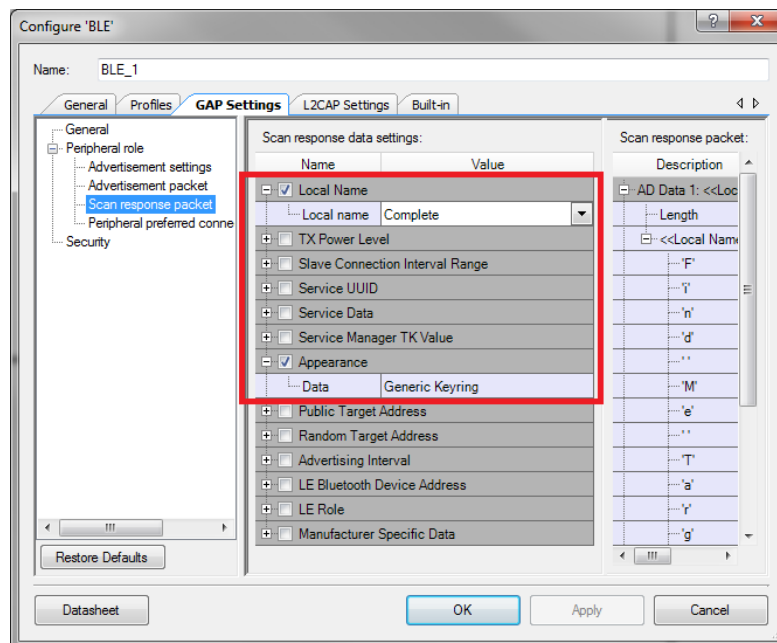 Configure 'BLE'
Name: BLE_1
General Profiles GAP Settings L2CAP Settings Built-in
General
Peripheral role
Advertisement settings
Advertisement packet
Scan response packet
Peripheral preferred conne
Security
Restore Defaults
Scan response data settings:
Name Value
Local Name
Local name Complete
TX Power Level
Slave Connection Interval Range
Service UUID
Service Data
Service Manager TK Value
Appearance
Data Generic Keyring
Public Target Address
Random Target Address
Advertising Interval
LE Bluetooth Device Address
LE Role
Manufacturer Specific Data
Scan response packet:
Description
AD Data 1: <<Loc
Length
<<Local Name
'F'
'i'
'n'
'd'
' '
'M'
'e'
' '
'T'
'a'
'r'
'g'
Datasheet OK Apply Cancel